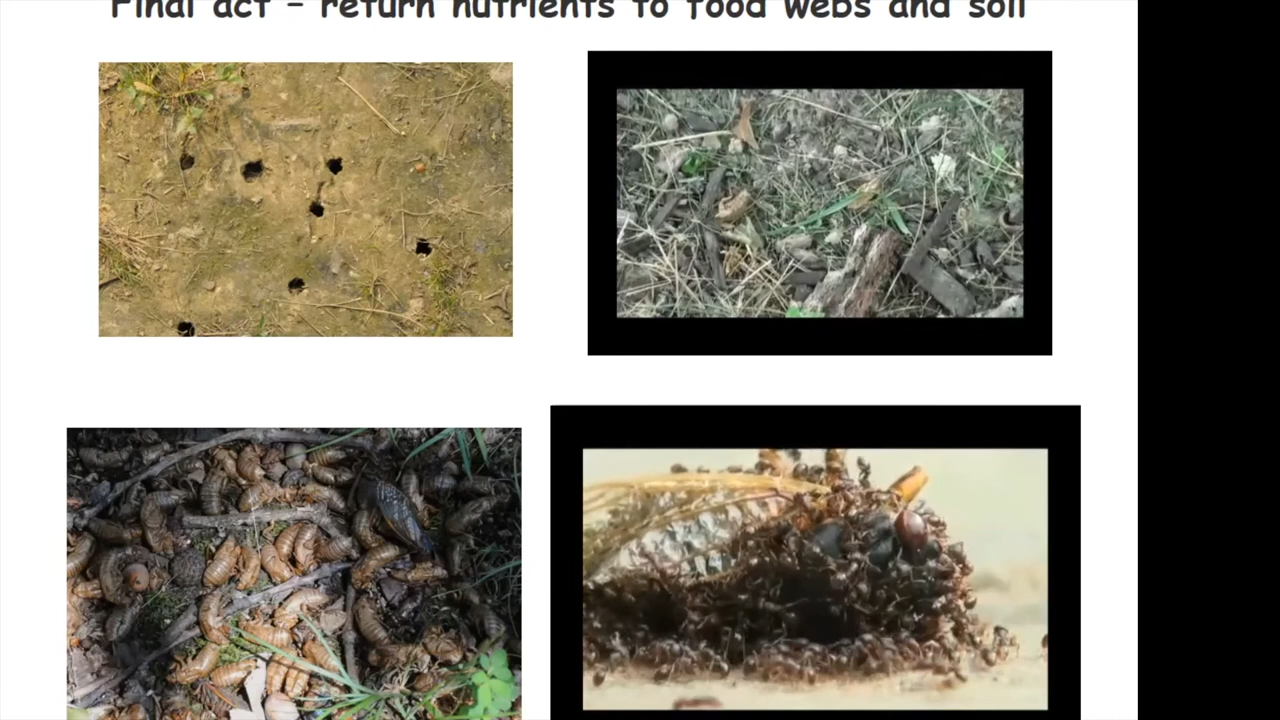 Final act – return nutrients to food webs and soil